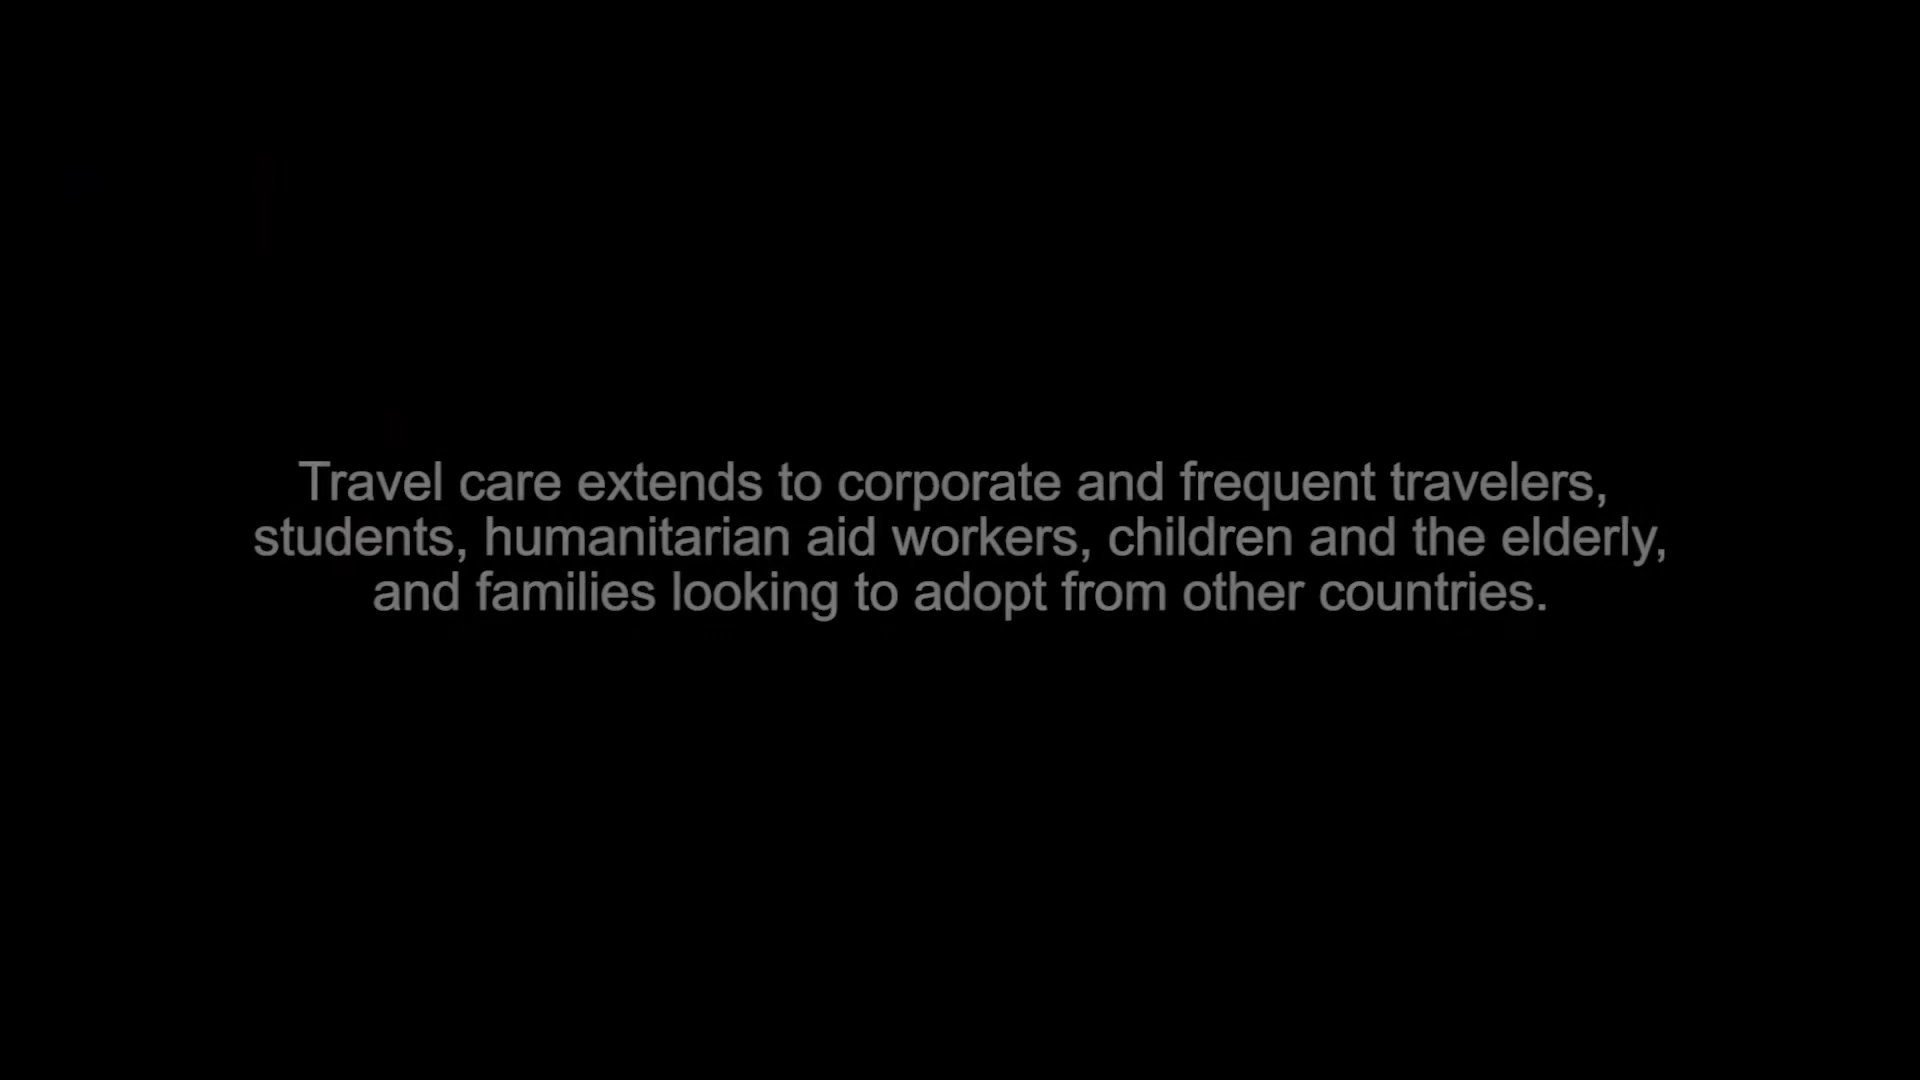 Travel care extends to corporate and frequent travelers,
students, humanitarian aid workers, children and the elderly,
and families looking to adopt from other countries.